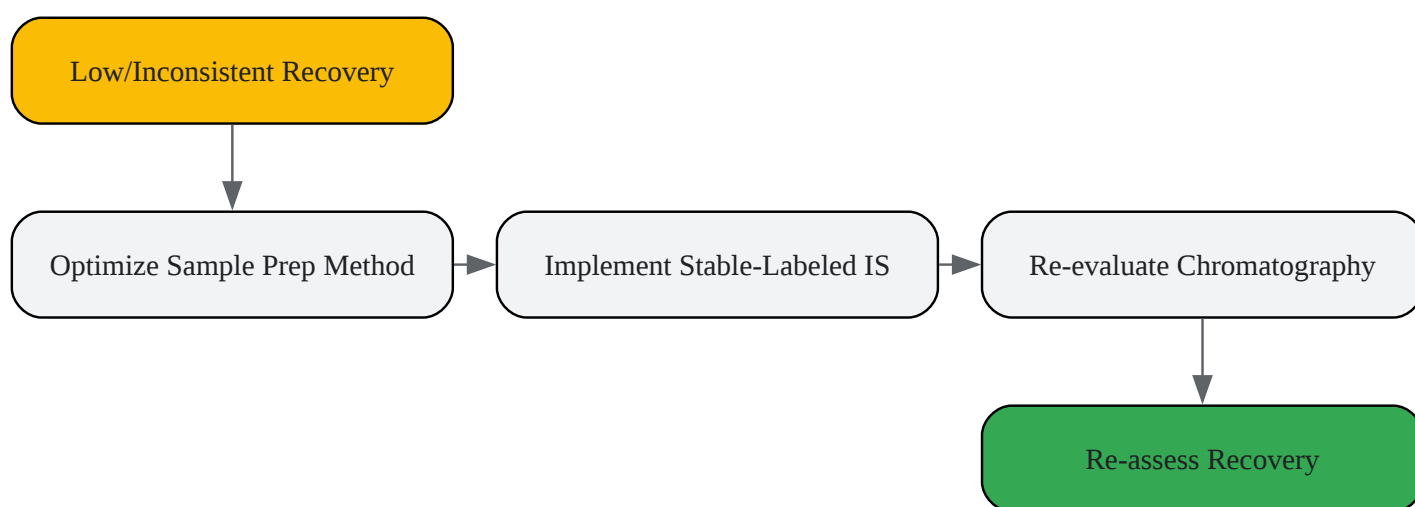 Low/Inconsistent Recovery
Optimize Sample Prep Method
Implement Stable-Labeled IS
Re-evaluate Chromatography
Re-assess Recovery